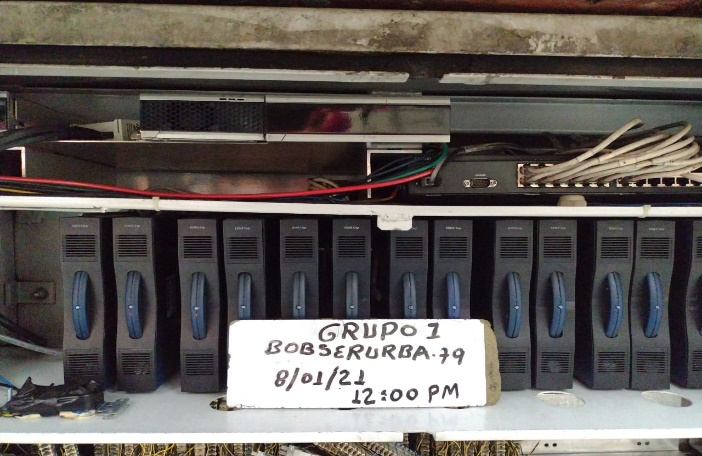 GRUPO 1
BOBSERURBA.79
8/01/21
12:00 PM